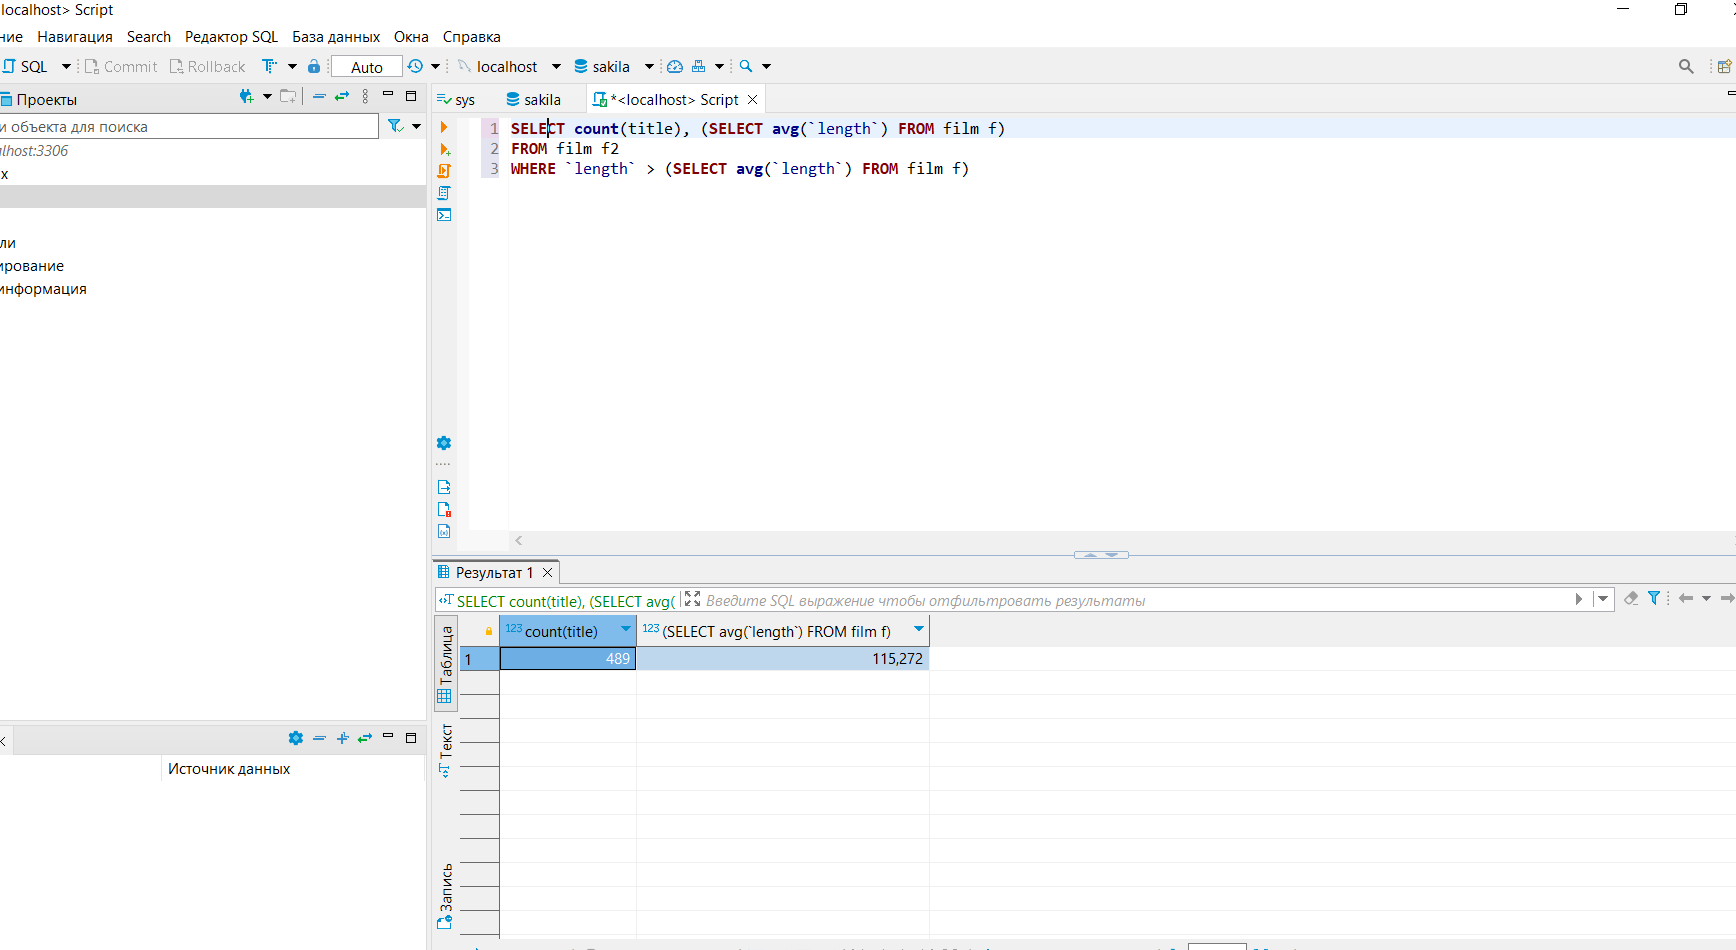 localhost> Script
ние Навигация Search Редактор SQL База данных Окна Справка
SQL Commit Rollback Auto localhost sakila
Проекты
и объекта для поиска
lhost:3306
х
ли
ирование
информация
sys sakila *<localhost> Script
1 SELECT count(title), (SELECT avg(`length`) FROM film f)
2 FROM film f2
3 WHERE `length` > (SELECT avg(`length`) FROM film f)
Результат 1
SELECT count(title), (SELECT avg( Введите SQL выражение чтобы отфильтровать результаты
123 count(title) 123 (SELECT avg(`length`) FROM film f)
1 489 115,272
Таблица
Текст
Запись
Источник данных